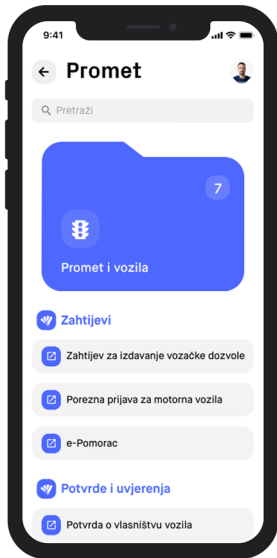 9:41
Promet
Pretraži
7
Promet i vozila
Zahtijevi
Zahtijev za izdavanje vozačke dozvole
Porezna prijava za motorna vozila
e-Pomorac
Potvrde i uvjerenja
Potvrda o vlasništvu vozila